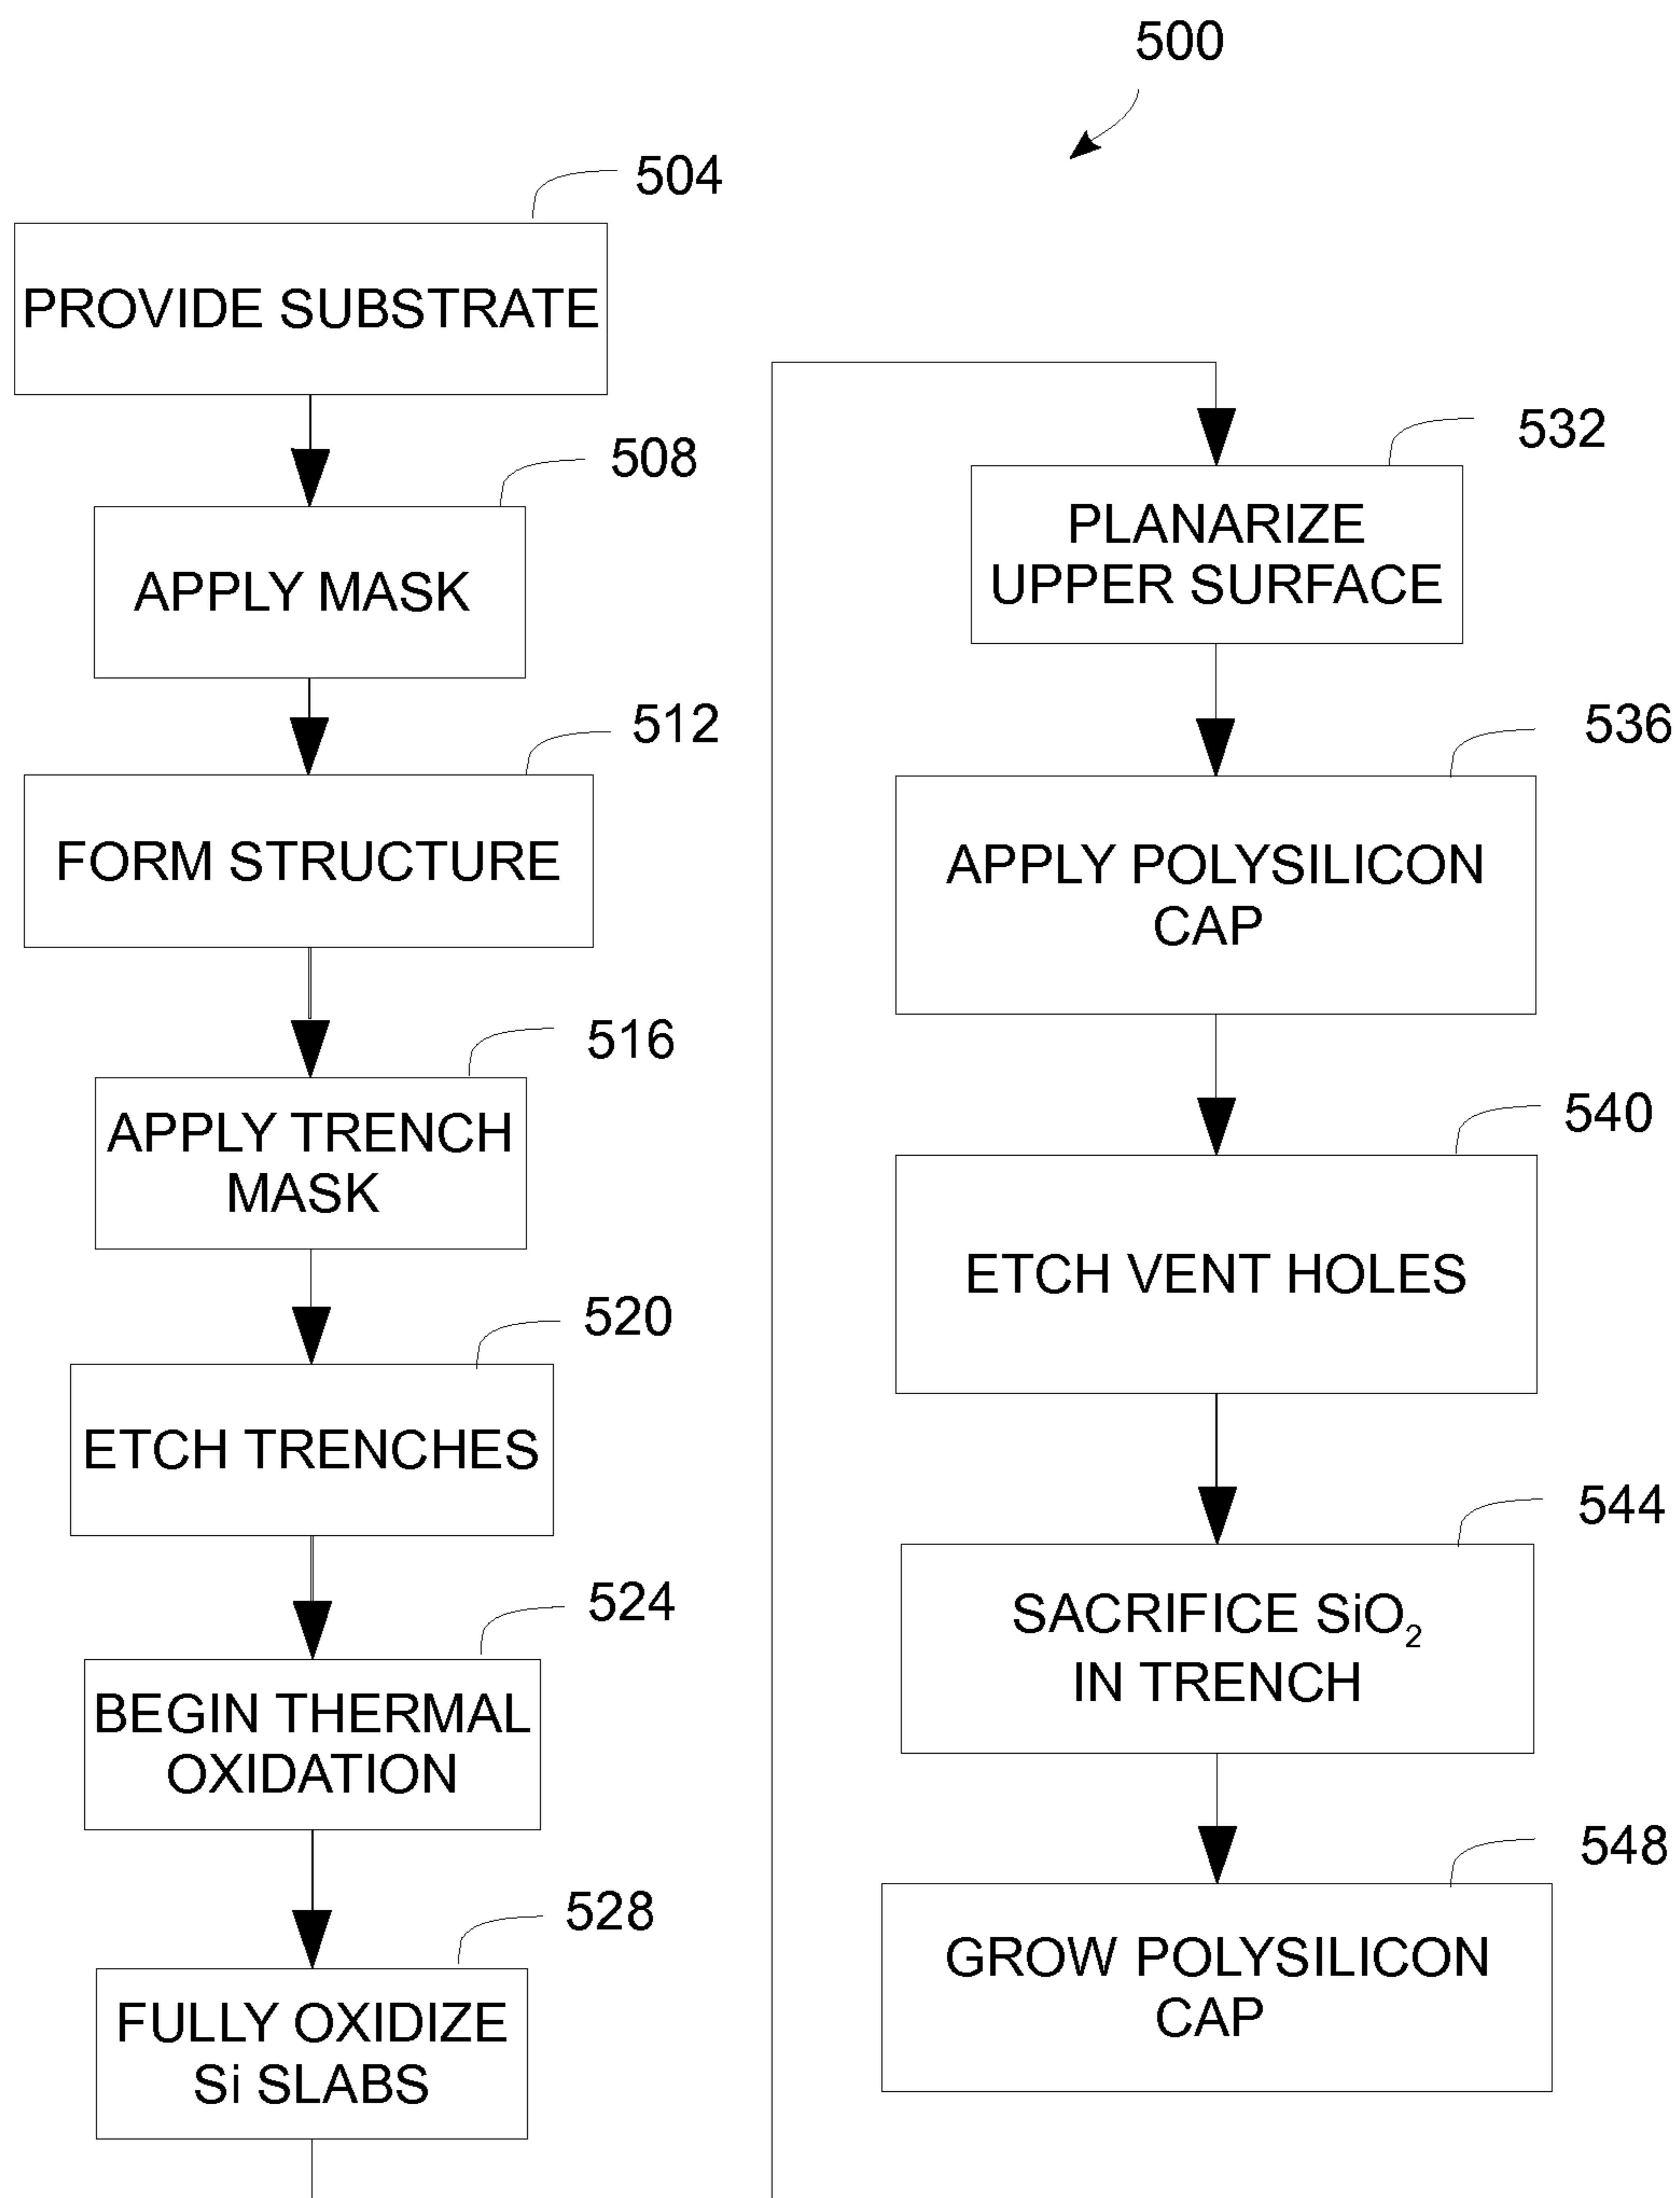 500
504
PROVIDE SUBSTRATE
508
APPLY MASK
512
FORM STRUCTURE
516
APPLY TRENCH
MASK
520
ETCH TRENCHES
524
BEGIN THERMAL
OXIDATION
528
FULLY OXIDIZE
Si SLABS
532
PLANARIZE
UPPER SURFACE
536
APPLY POLYSILICON
CAP
540
ETCH VENT HOLES
544
SACRIFICE SiO₂
IN TRENCH
548
GROW POLYSILICON
CAP